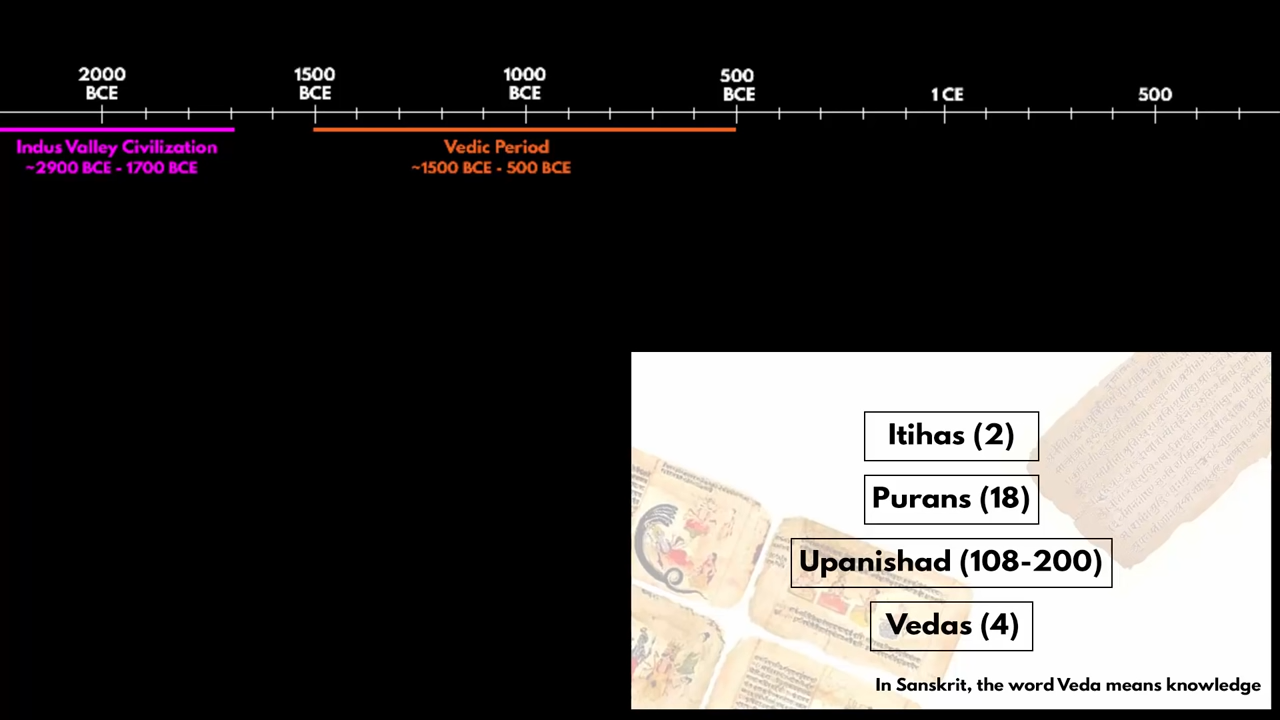 2000
BCE
1500
BCE
1000
BCE
500
BCE
1 CE
500
Indus Valley Civilization
~2900 BCE - 1700 BCE
Vedic Period
~1500 BCE - 500 BCE
Itihas (2)
Purans (18)
Upanishad (108-200)
Vedas (4)
In Sanskrit, the word Veda means knowledge